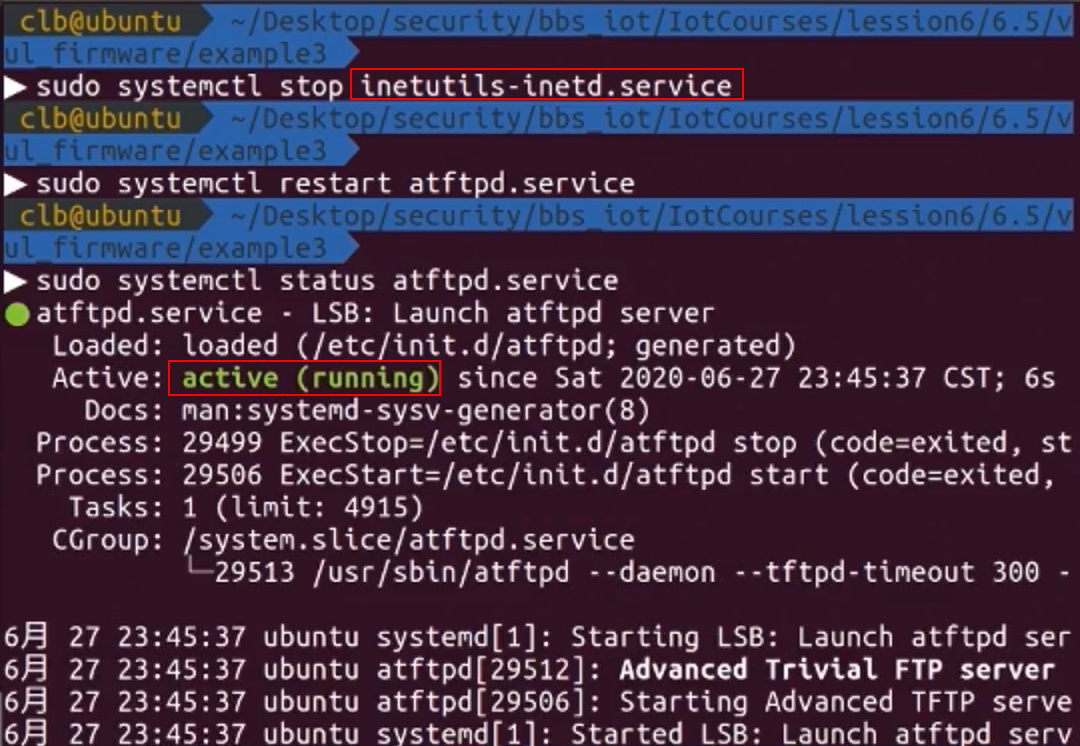 clb@ubuntu ~/Desktop/security/bbs_iot/IotCourses/lession6/6.5/v
ul_firmware/example3
sudo systemctl stop inetutils-inetd.service
clb@ubuntu ~/Desktop/security/bbs_iot/IotCourses/lession6/6.5/v
ul_firmware/example3
sudo systemctl restart atftpd.service
clb@ubuntu ~/Desktop/security/bbs_iot/IotCourses/lession6/6.5/v
ul_firmware/example3
sudo systemctl status atftpd.service
● atftpd.service - LSB: Launch atftpd server
Loaded: loaded (/etc/init.d/atftpd; generated)
Active: active (running) since Sat 2020-06-27 23:45:37 CST; 6s
Docs: man:systemd-sysv-generator(8)
Process: 29499 ExecStop=/etc/init.d/atftpd stop (code=exited, st
Process: 29506 ExecStart=/etc/init.d/atftpd start (code=exited,
Tasks: 1 (limit: 4915)
CGroup: /system.slice/atftpd.service
└─29513 /usr/sbin/atftpd --daemon --tftpd-timeout 300 -
6月 27 23:45:37 ubuntu systemd[1]: Starting LSB: Launch atftpd ser
6月 27 23:45:37 ubuntu atftpd[29512]: Advanced Trivial FTP server
6月 27 23:45:37 ubuntu atftpd[29506]: Starting Advanced TFTP serve
6月 27 23:45:37 ubuntu systemd[1]: Started LSB: Launch atftpd serv